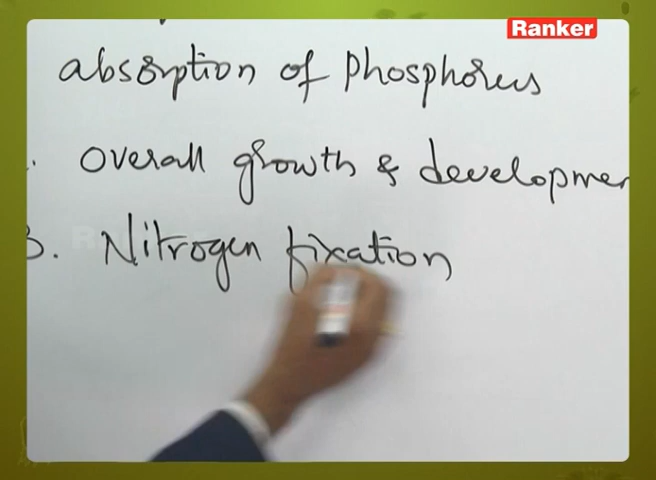 Ranker
absorption of phosphorus
. Overall growth & developmen
3. Nitrogen fixation